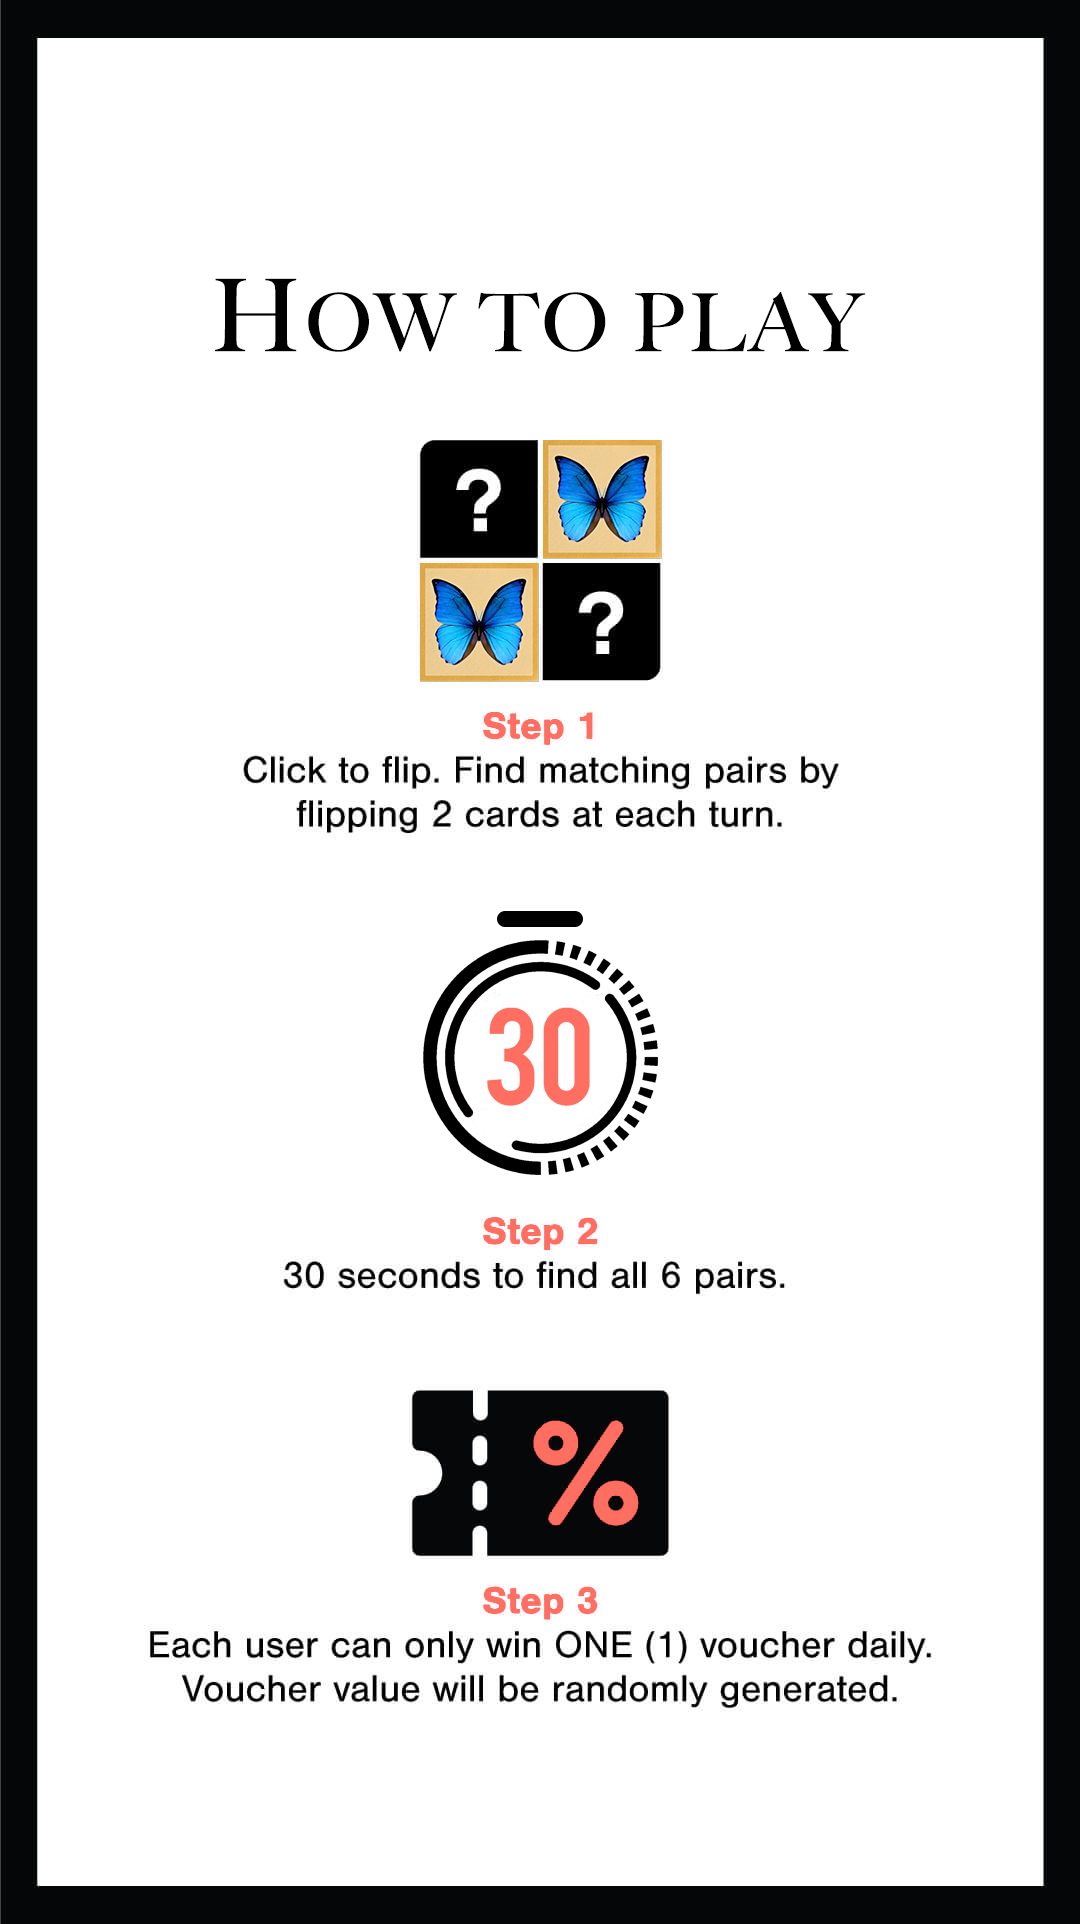 How to play
?
?
Step 1
Click to flip. Find matching pairs by
flipping 2 cards at each turn.
30
Step 2
30 seconds to find all 6 pairs.
%
Step 3
Each user can only win ONE (1) voucher daily.
Voucher value will be randomly generated.